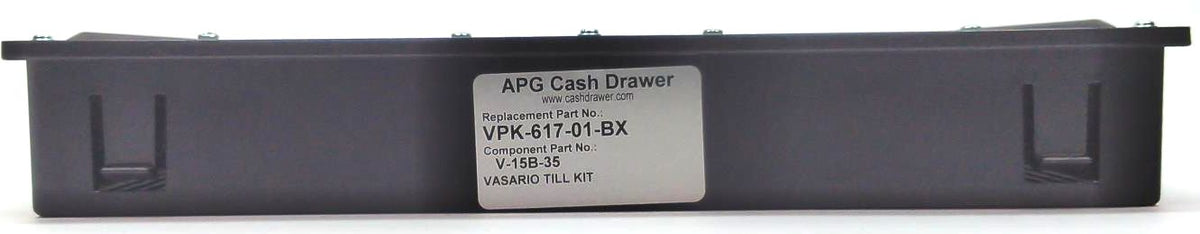 APG Cash Drawer
www.cashdrawer.com
Replacement Part No.:
VPK-617-01-BX
Component Part No.:
V-15B-35
VASARIO TILL KIT